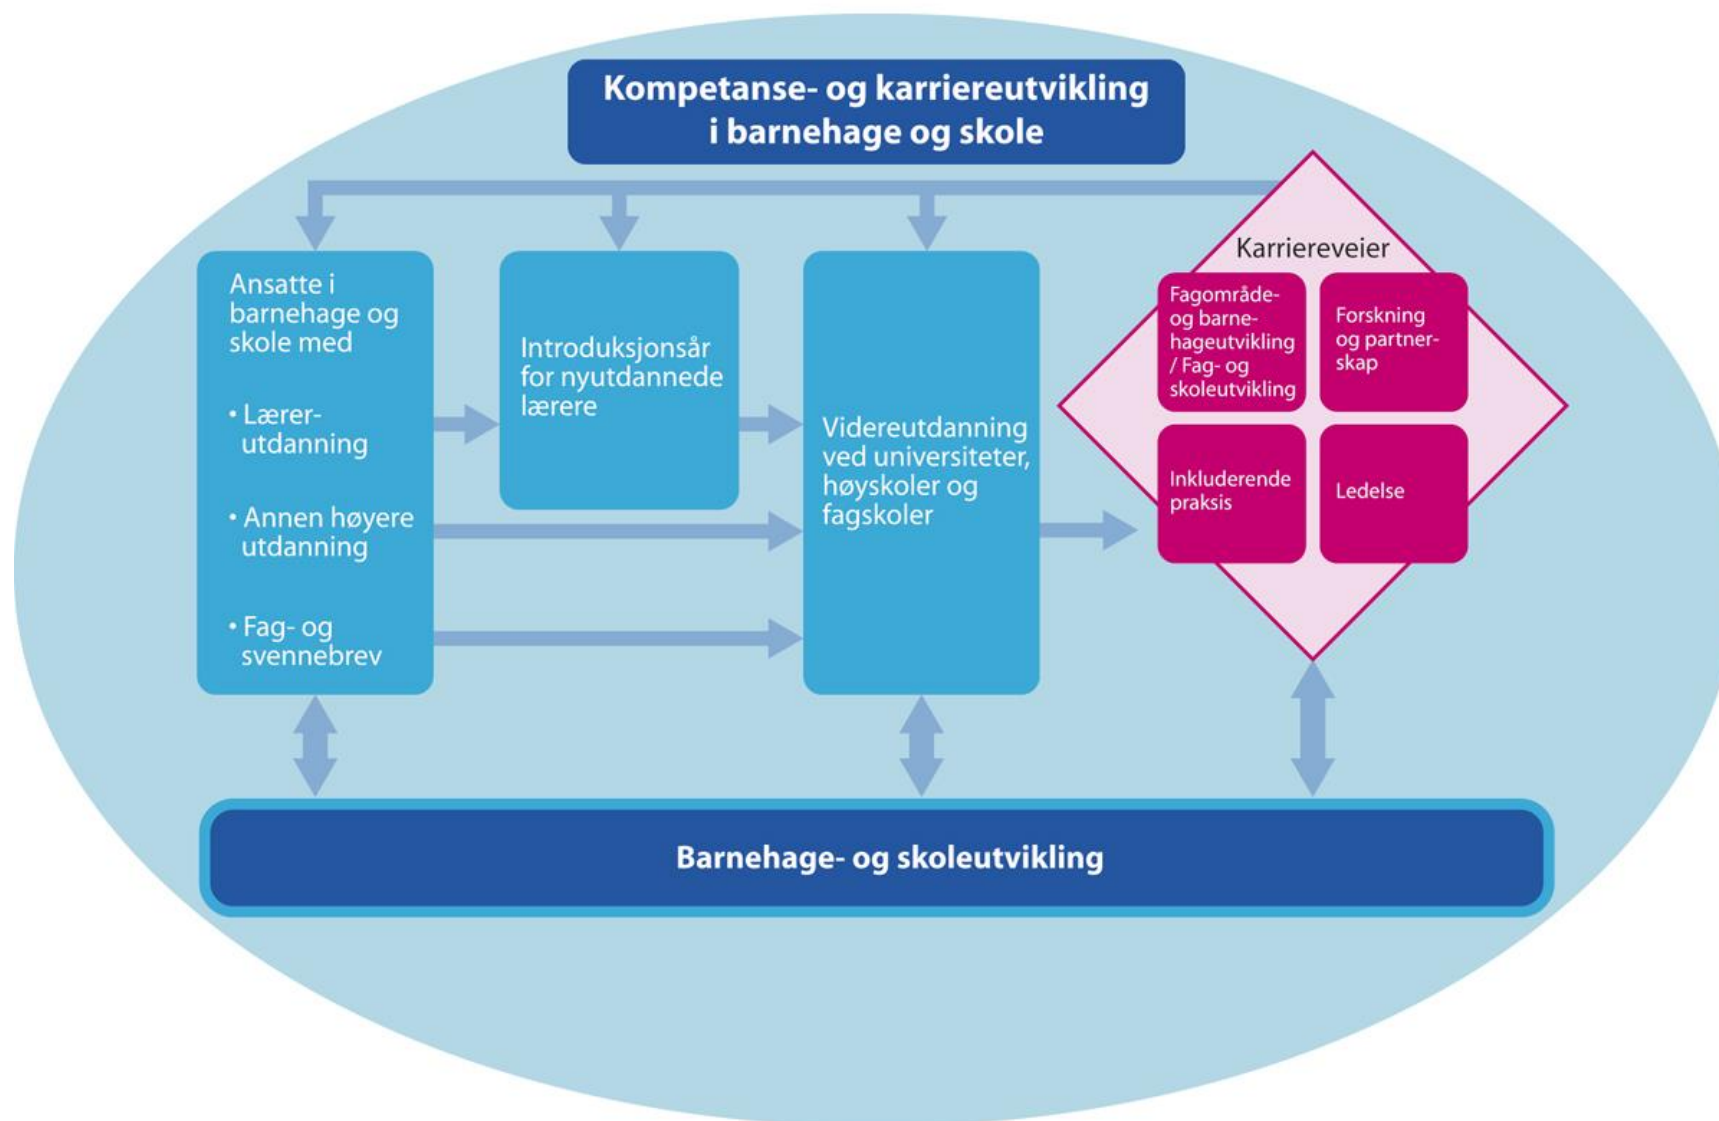 Kompetanse- og karriereutvikling
i barnehage og skole
Ansatte i
barnehage og
skole med
• Lærer-
utdanning
• Annen høyere
utdanning
• Fag- og
svennebrev
Introduksjonsår
for nyutdannede
lærere
Videreutdanning
ved universiteter,
høyskoler og
fagskoler
Karriereveier
Fagområde-
og barne-
hageutvikling
/ Fag- og
skoleutvikling
Forskning
og partner-
skap
Inkluderende
praksis
Ledelse
Barnehage- og skoleutvikling